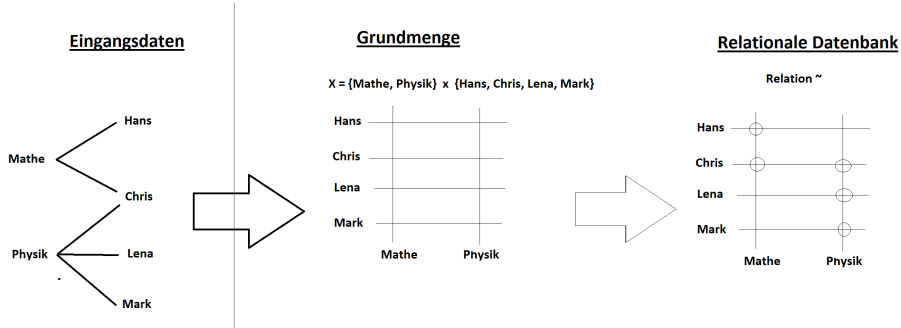 Eingangsdaten
Hans
Mathe
Chris
Physik
Lena
Mark
Grundmenge
X = {Mathe, Physik} x {Hans, Chris, Lena, Mark}
Hans
Chris
Lena
Mark
Mathe Physik
Relationale Datenbank
Relation ~
Hans
Chris
Lena
Mark
Mathe Physik